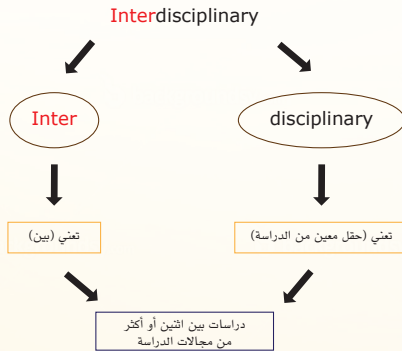 Interdisciplinary
Inter
disciplinary
تعني (بين)
تعني (حقل معين من الدراسة)
دراسات بين اثنين أو أكثر
من مجالات الدراسة